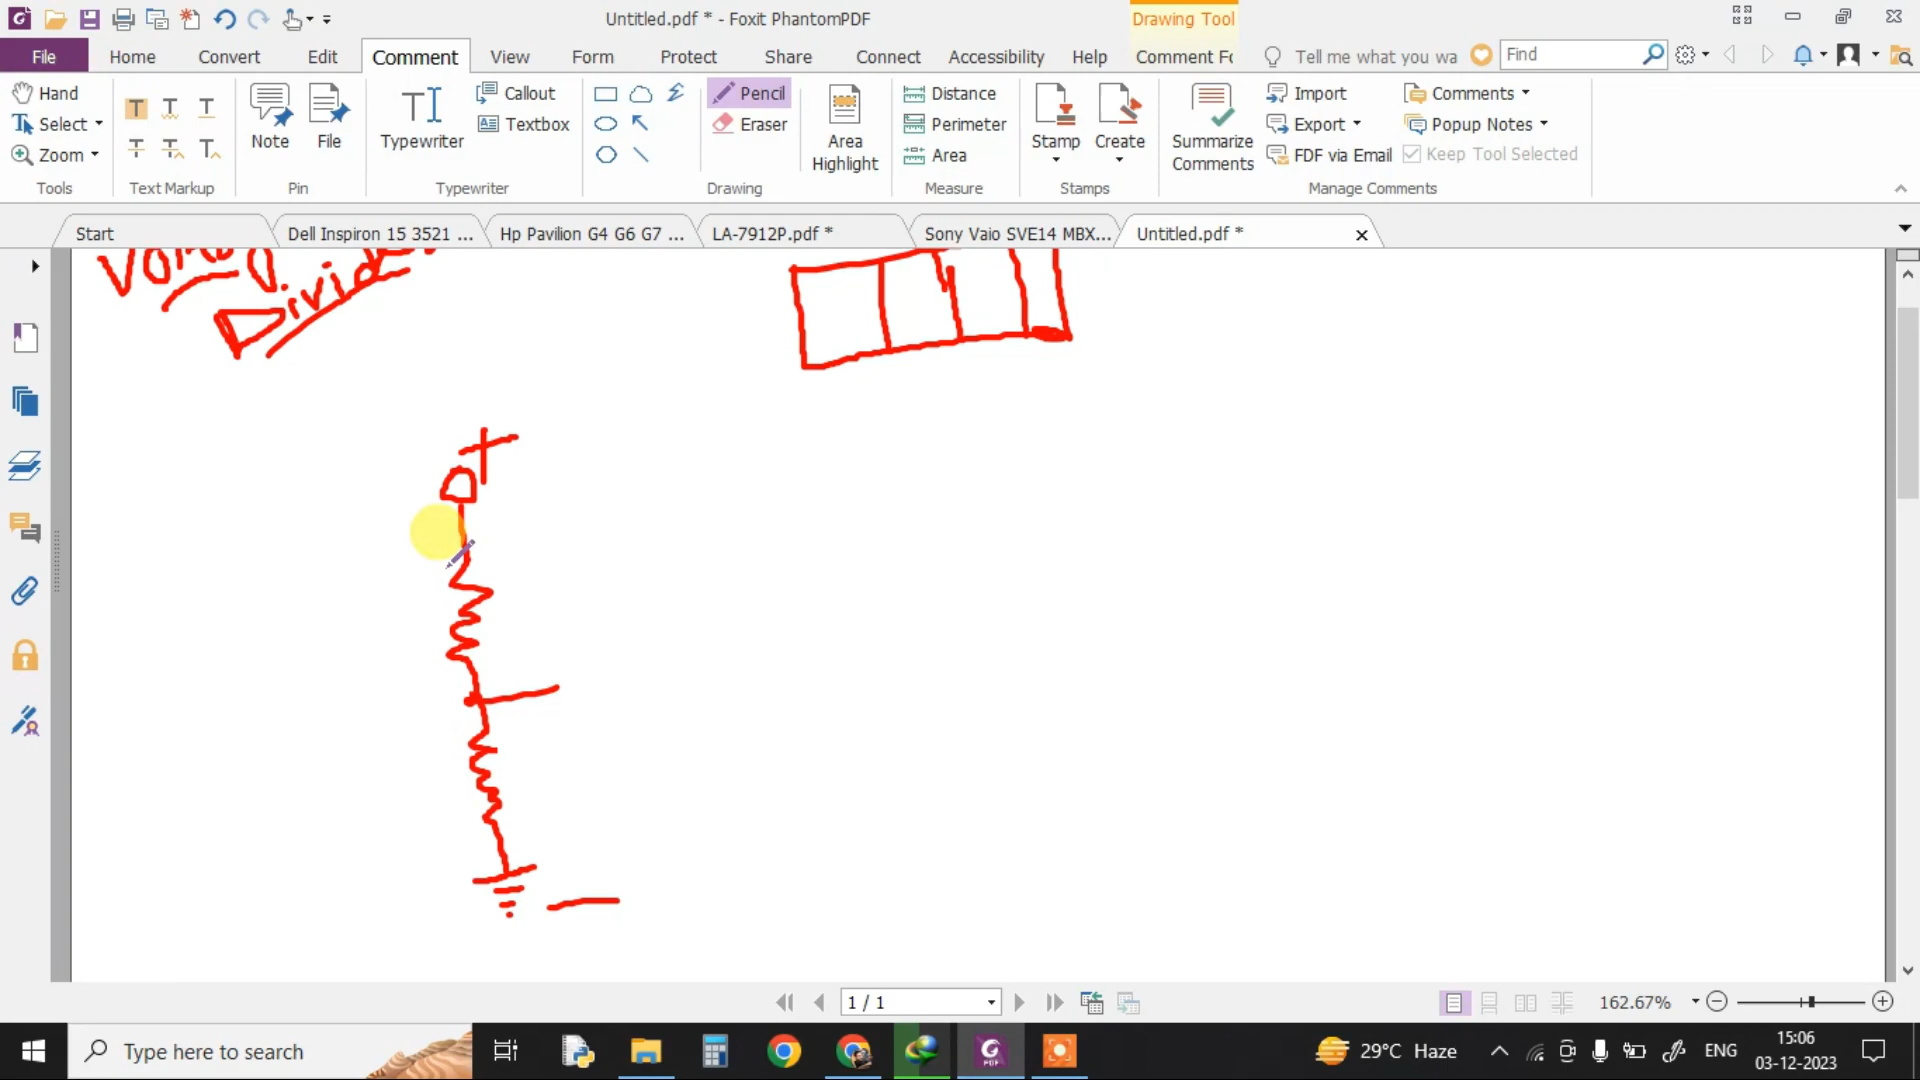 Untitled.pdf * - Foxit PhantomPDF
Drawing Tool
File Home Convert Edit Comment View Form Protect Share Connect Accessibility Help Comment Fo
Tell me what you wa
Find
Hand
Select
Zoom
Tools
Text Markup
Note
File
Pin
Typewriter
Callout
Textbox
Typewriter
Pencil
Eraser
Drawing
Area
Highlight
Distance
Perimeter
Area
Measure
Stamp
Create
Stamps
Summarize
Comments
Import
Export
FDF via Email
Comments
Popup Notes
Keep Tool Selected
Manage Comments
Start
Dell Inspiron 15 3521 ...
Hp Pavilion G4 G6 G7 ...
LA-7912P.pdf *
Sony Vaio SVE14 MBX...
Untitled.pdf *
+
1 / 1
162.67%
Type here to search
PDF
29°C Haze
ENG
15:06
03-12-2023